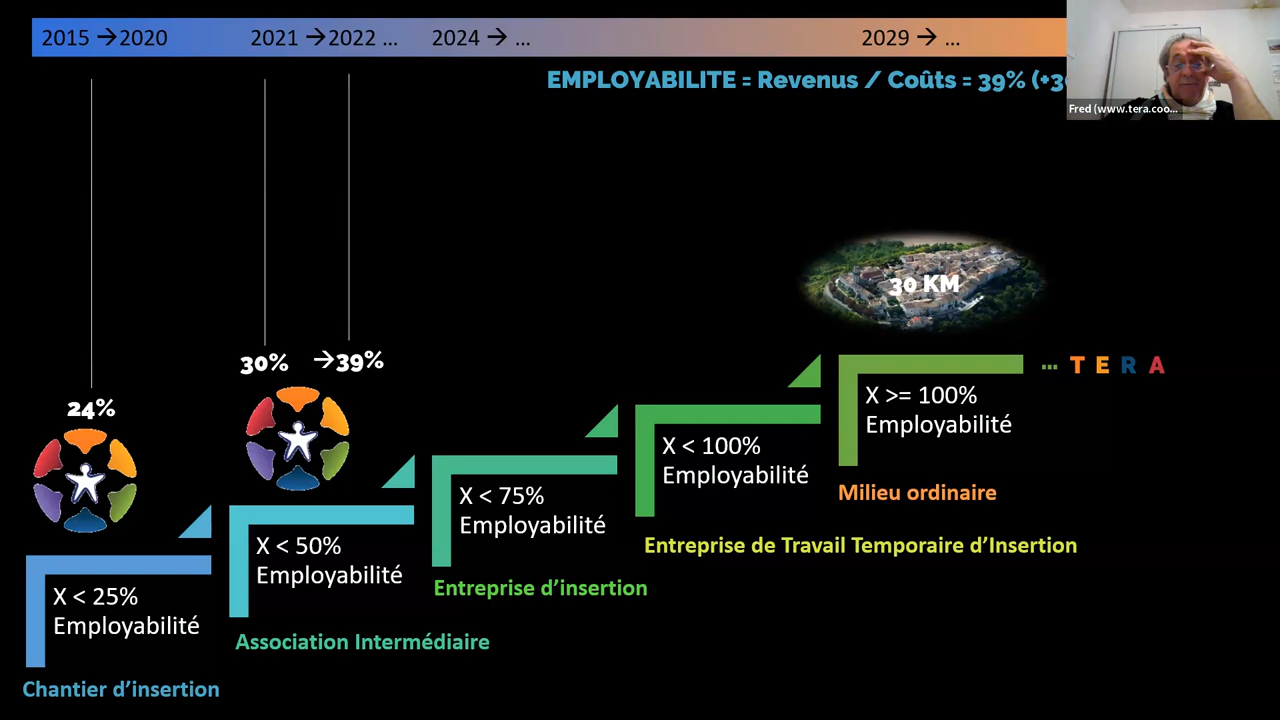 2015 → 2020
2021 → 2022 ...
2024 → ...
2029 → ...
EMPLOYABILITE = Revenus / Coûts = 39%
Fred (www.tera.coo...
30 KM
30%
→39%
24%
... TERA
X >= 100%
Employabilité
Milieu ordinaire
X < 100%
Employabilité
Entreprise de Travail Temporaire d’Insertion
X < 75%
Employabilité
Entreprise d’insertion
X < 50%
Employabilité
Association Intermédiaire
X < 25%
Employabilité
Chantier d’insertion